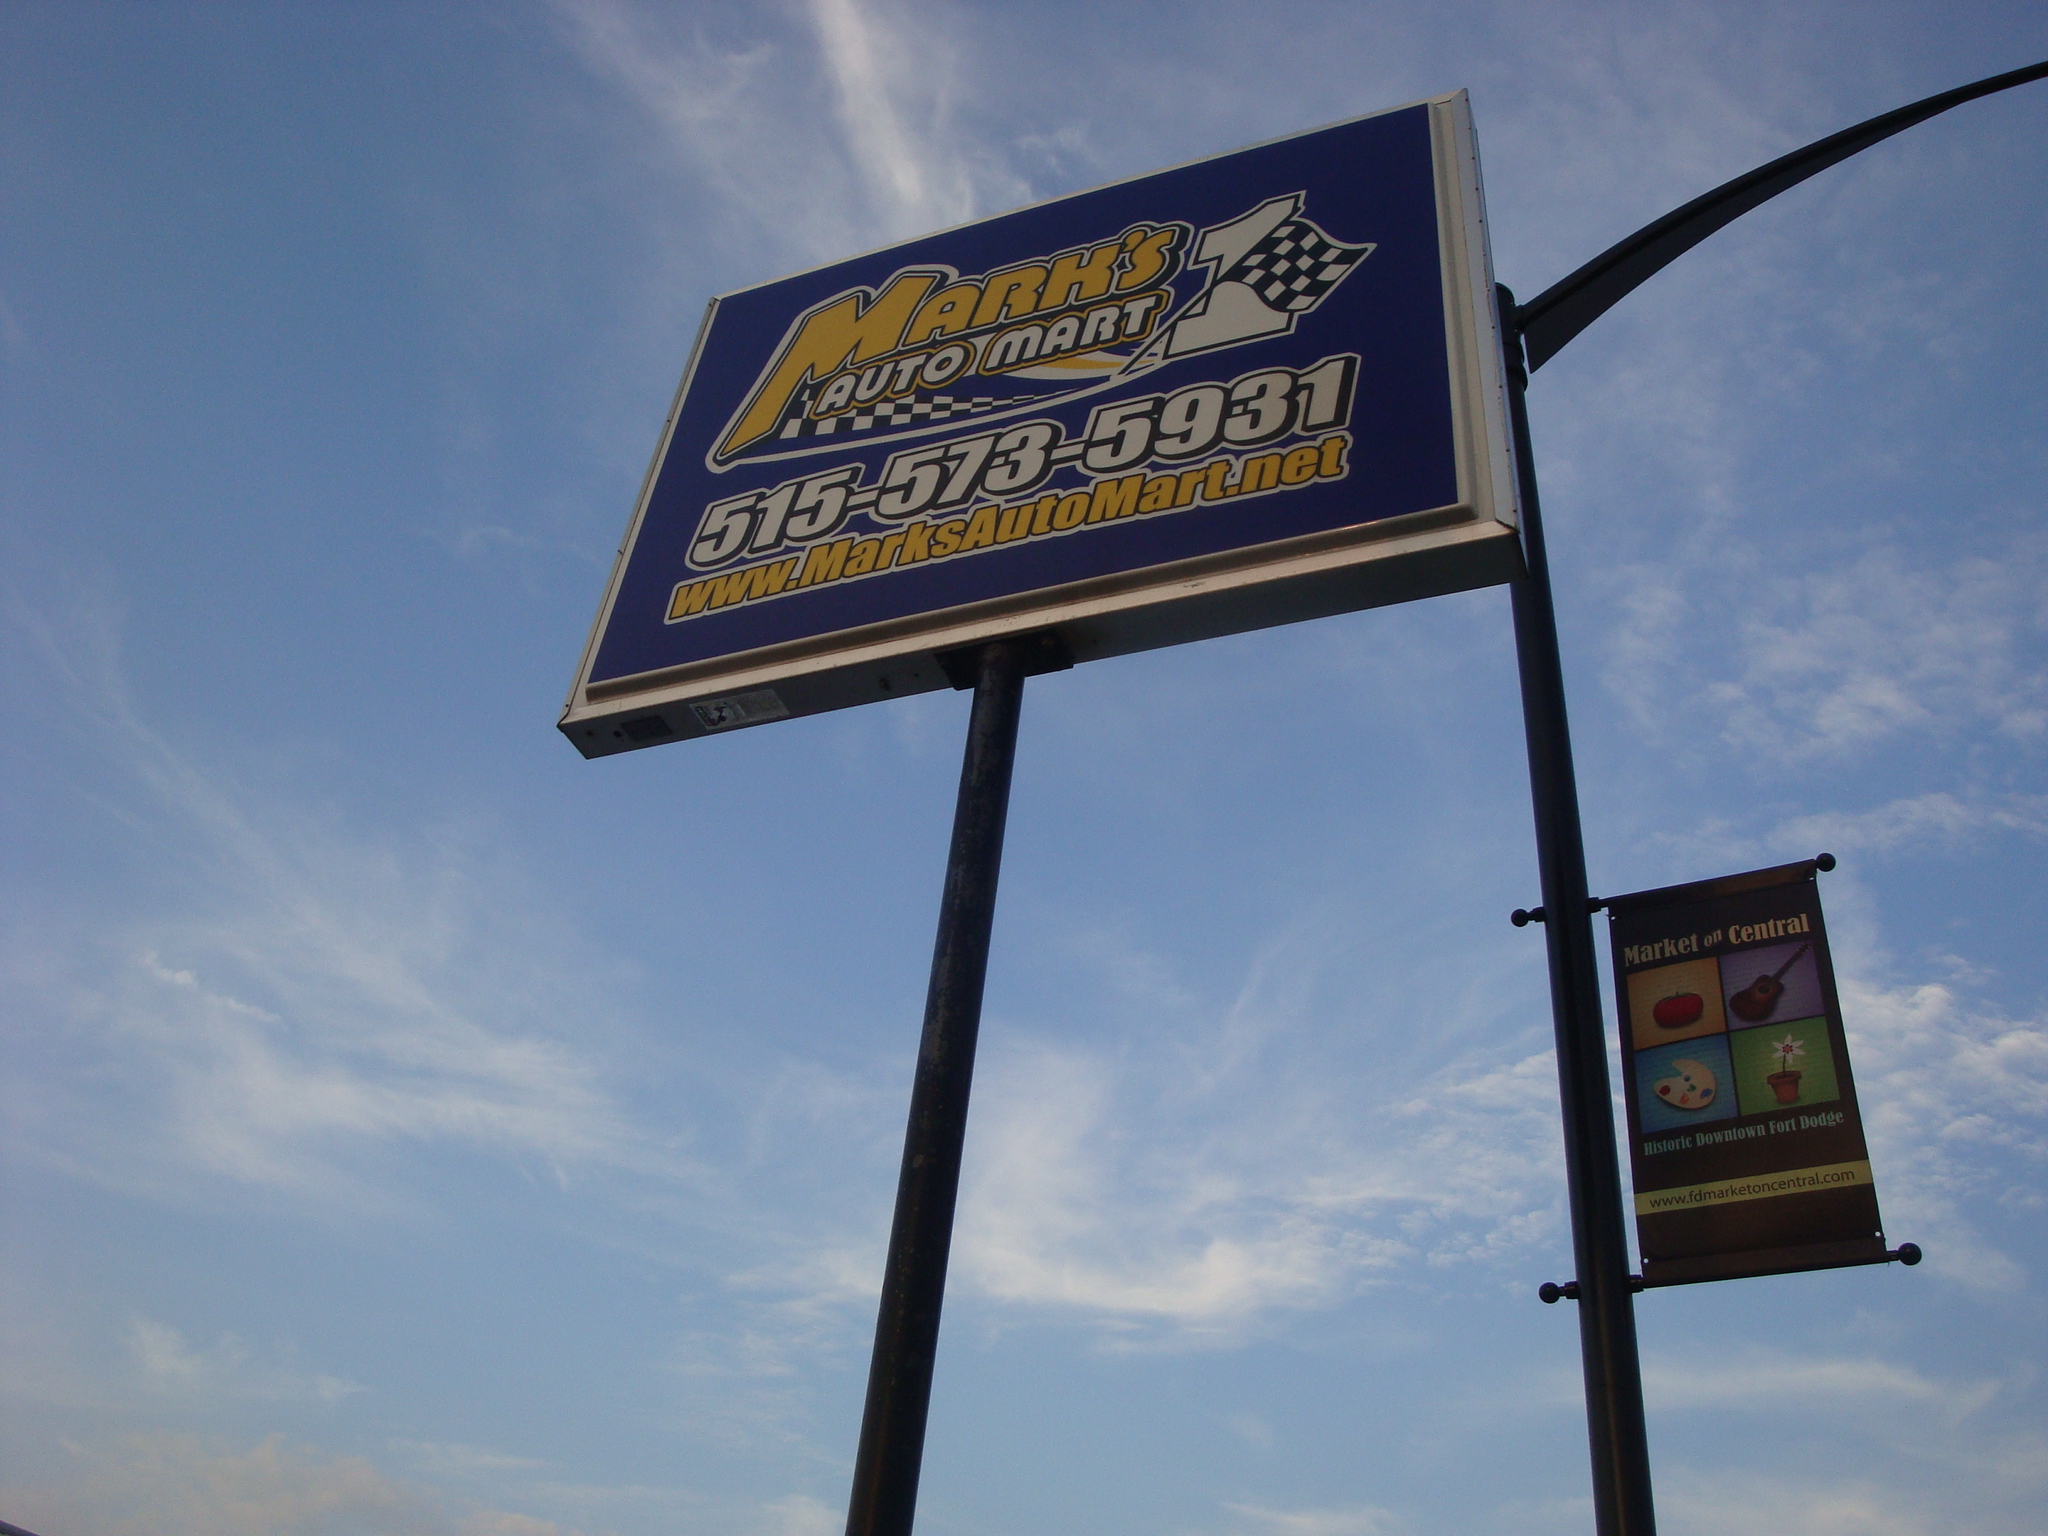 MARK'S 1
AUTO MART
515-573-5931
www.MarksAutoMart.net
Market on Central
Historic Downtown Fort Dodge
www.fdmarketoncentral.com